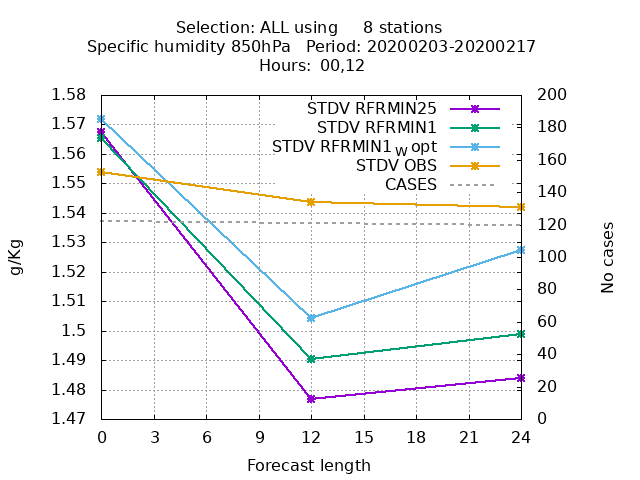 Selection: ALL using 8 stations
Specific humidity 850hPa Period: 20200203-20200217
Hours: 00,12
STDV RFRMIN25
STDV RFRMIN1
STDV RFRMIN1_W opt
STDV OBS
CASES
g/Kg
1.58
1.57
1.56
1.55
1.54
1.53
1.52
1.51
1.5
1.49
1.48
1.47
200
180
160
140
120
100
80
60
40
20
0
No cases
0 3 6 9 12 15 18 21 24
Forecast length